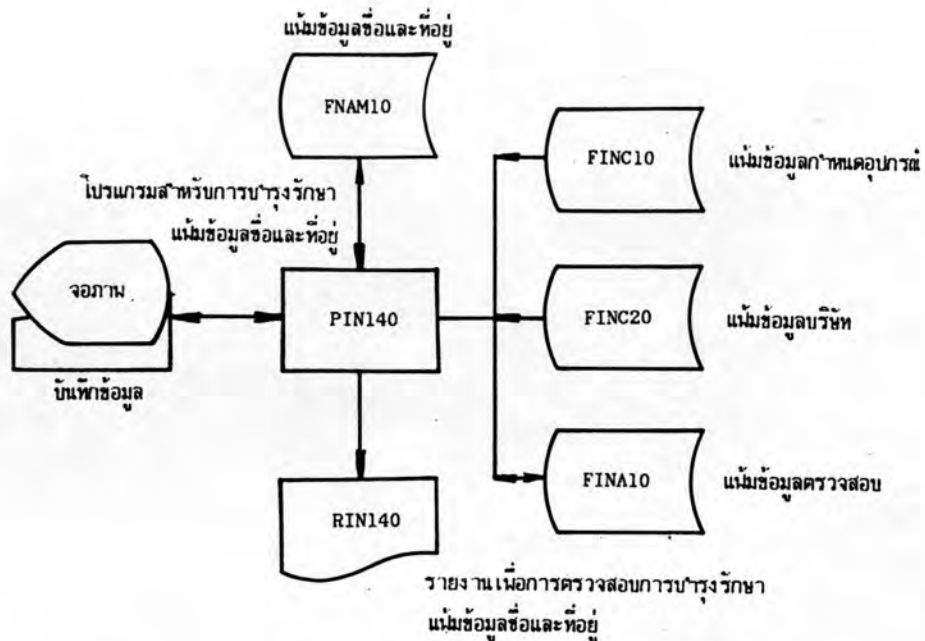 แฟ้มข้อมูลชื่อและที่อยู่
FNAM10
FINC10
แฟ้มข้อมูลกำหนดอุปกรณ์
โปรแกรมสำหรับการบำรุงรักษา
แฟ้มข้อมูลชื่อและที่อยู่
จอภาพ
PIN140
FINC20
แฟ้มข้อมูลบริษัท
บันทึกข้อมูล
FINA10
แฟ้มข้อมูลตรวจสอบ
RIN140
รายงานเพื่อการตรวจสอบการบำรุงรักษา
แฟ้มข้อมูลชื่อและที่อยู่